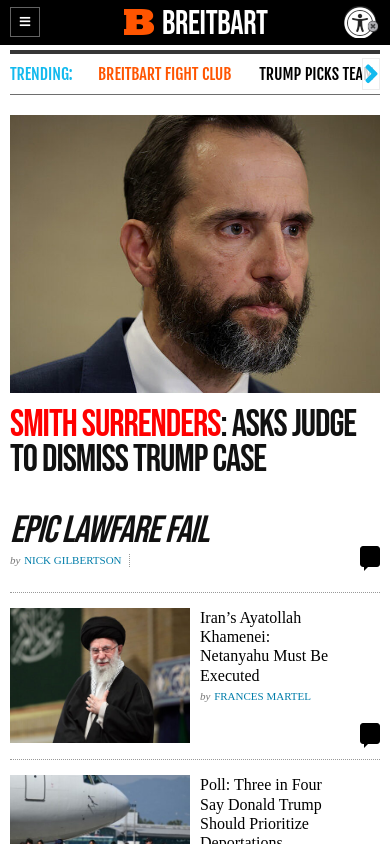 B BREITBART
TRENDING: BREITBART FIGHT CLUB TRUMP PICKS TEA
SMITH SURRENDERS: ASKS JUDGE
TO DISMISS TRUMP CASE
EPIC LAWFARE FAIL
by NICK GILBERTSON
Iran’s Ayatollah
Khamenei:
Netanyahu Must Be
Executed
by FRANCES MARTEL
Poll: Three in Four
Say Donald Trump
Should Prioritize
Deportations